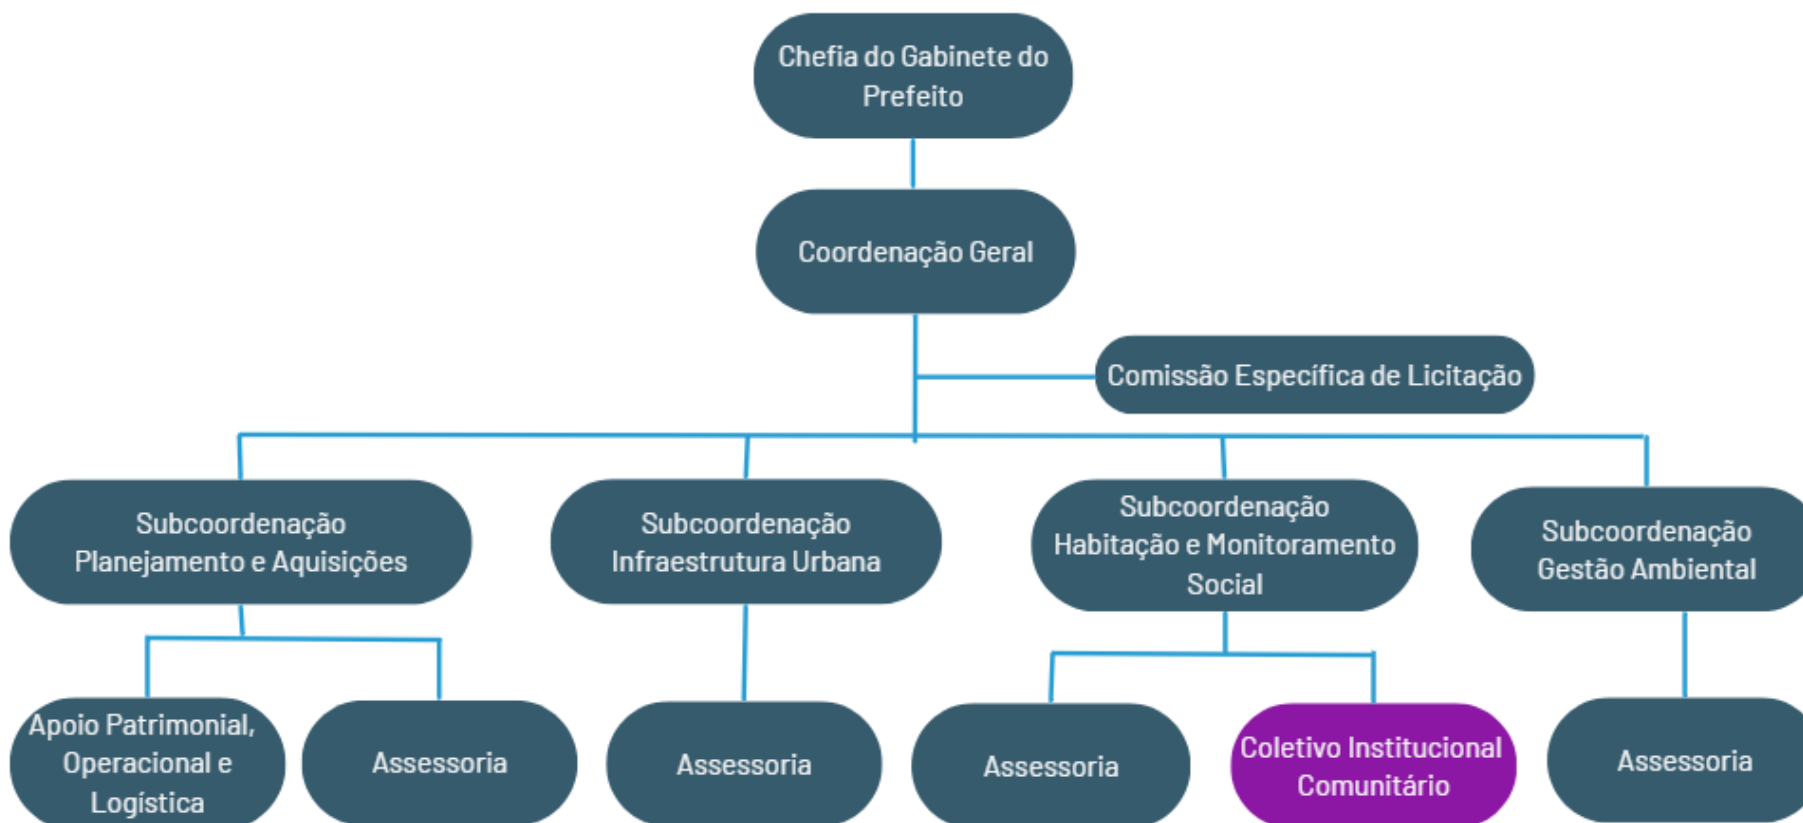 Chefia do Gabinete do
Prefeito
Coordenação Geral
Comissão Específica de Licitação
Subcoordenação
Planejamento e Aquisições
Subcoordenação
Infraestrutura Urbana
Subcoordenação
Habitação e Monitoramento
Social
Subcoordenação
Gestão Ambiental
Apoio Patrimonial,
Operacional e
Logística
Assessoria
Assessoria
Assessoria
Coletivo Institucional
Comunitário
Assessoria